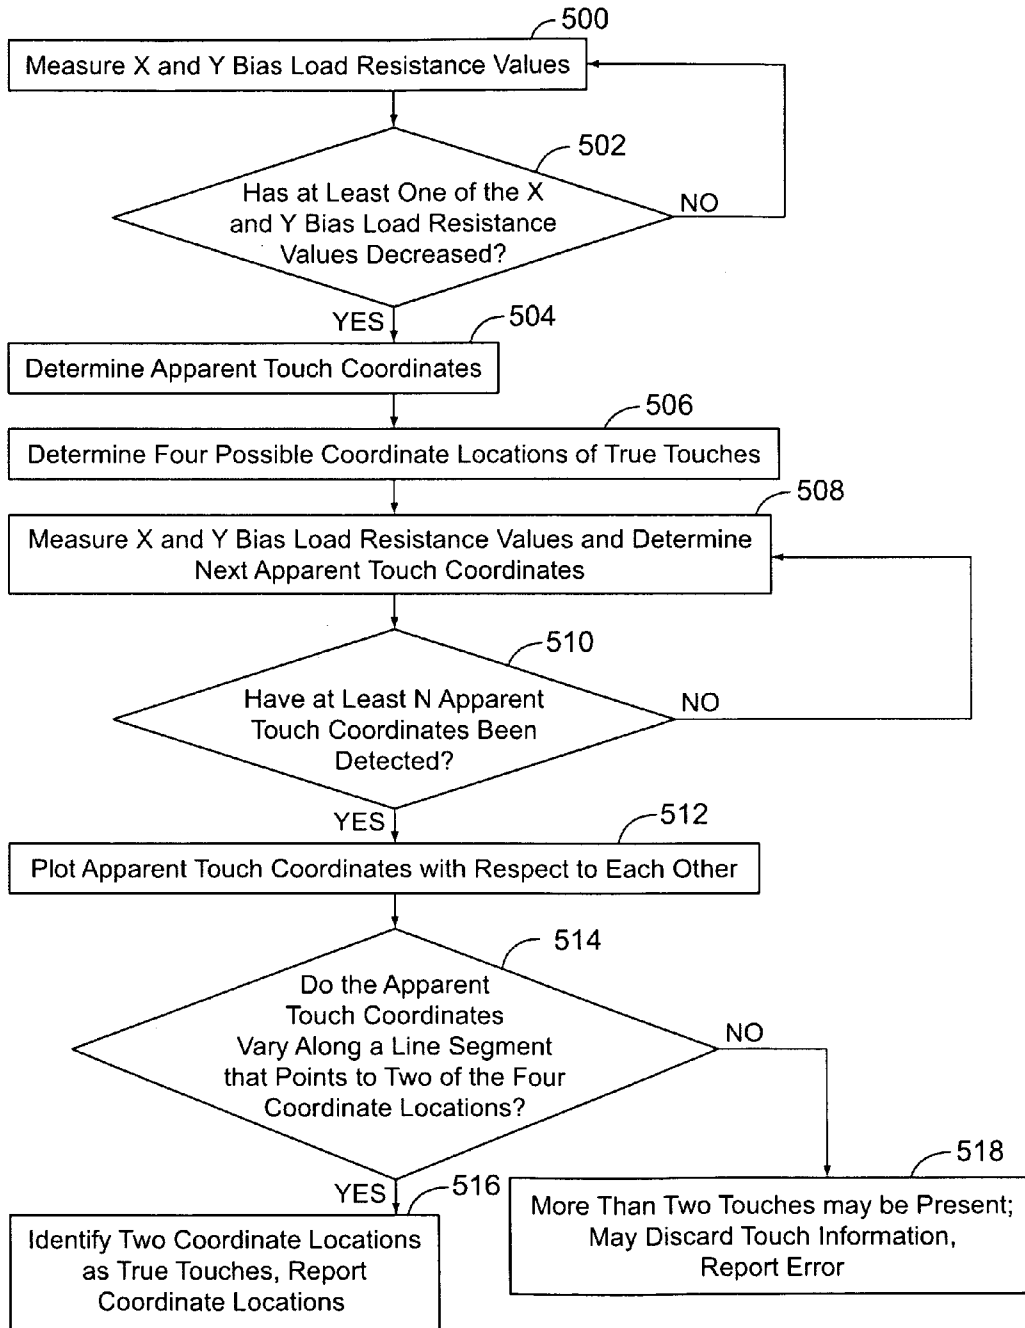 500
Measure X and Y Bias Load Resistance Values
502
Has at Least One of the X
and Y Bias Load Resistance
Values Decreased?
NO
YES
504
Determine Apparent Touch Coordinates
506
Determine Four Possible Coordinate Locations of True Touches
508
Measure X and Y Bias Load Resistance Values and Determine
Next Apparent Touch Coordinates
510
Have at Least N Apparent
Touch Coordinates Been
Detected?
NO
YES
512
Plot Apparent Touch Coordinates with Respect to Each Other
514
Do the Apparent
Touch Coordinates
Vary Along a Line Segment
that Points to Two of the Four
Coordinate Locations?
NO
YES
516
Identify Two Coordinate Locations
as True Touches, Report
Coordinate Locations
518
More Than Two Touches may be Present;
May Discard Touch Information,
Report Error